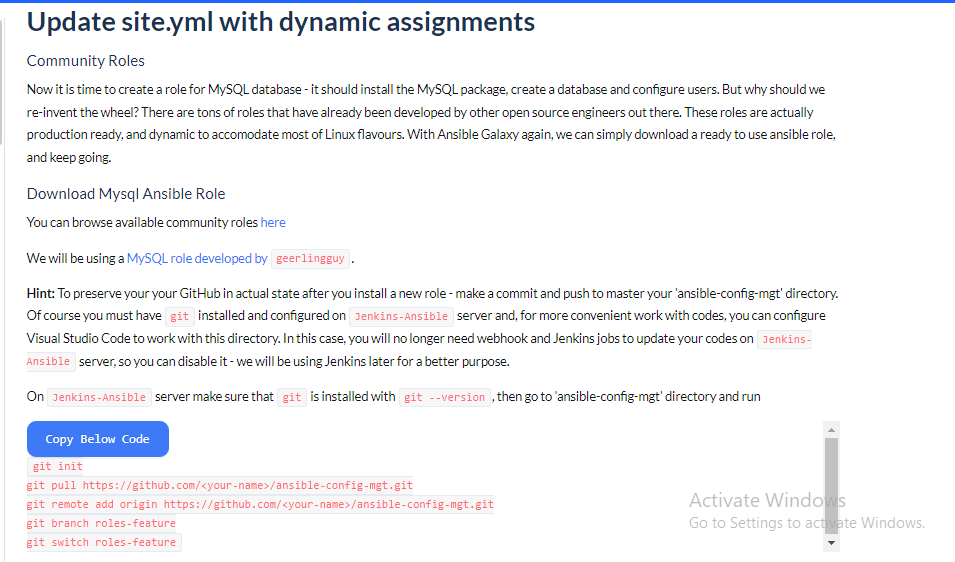 Update site.yml with dynamic assignments
Community Roles
Now it is time to create a role for MySQL database - it should install the MySQL package, create a database and configure users. But why should we
re-invent the wheel? There are tons of roles that have already been developed by other open source engineers out there. These roles are actually
production ready, and dynamic to accomodate most of Linux flavours. With Ansible Galaxy again, we can simply download a ready to use ansible role,
and keep going.
Download Mysql Ansible Role
You can browse available community roles here
We will be using a MySQL role developed by geerlingguy .
Hint: To preserve your your GitHub in actual state after you install a new role - make a commit and push to master your 'ansible-config-mgt' directory.
Of course you must have git installed and configured on Jenkins-Ansible server and, for more convenient work with codes, you can configure
Visual Studio Code to work with this directory. In this case, you will no longer need webhook and Jenkins jobs to update your codes on Jenkins-
Ansible server, so you can disable it - we will be using Jenkins later for a better purpose.
On Jenkins-Ansible server make sure that git is installed with git --version , then go to 'ansible-config-mgt' directory and run
Copy Below Code
git init
git pull https://github.com/<your-name>/ansible-config-mgt.git
git remote add origin https://github.com/<your-name>/ansible-config-mgt.git
git branch roles-feature
git switch roles-feature
Activate Windows
Go to Settings to activate Windows.